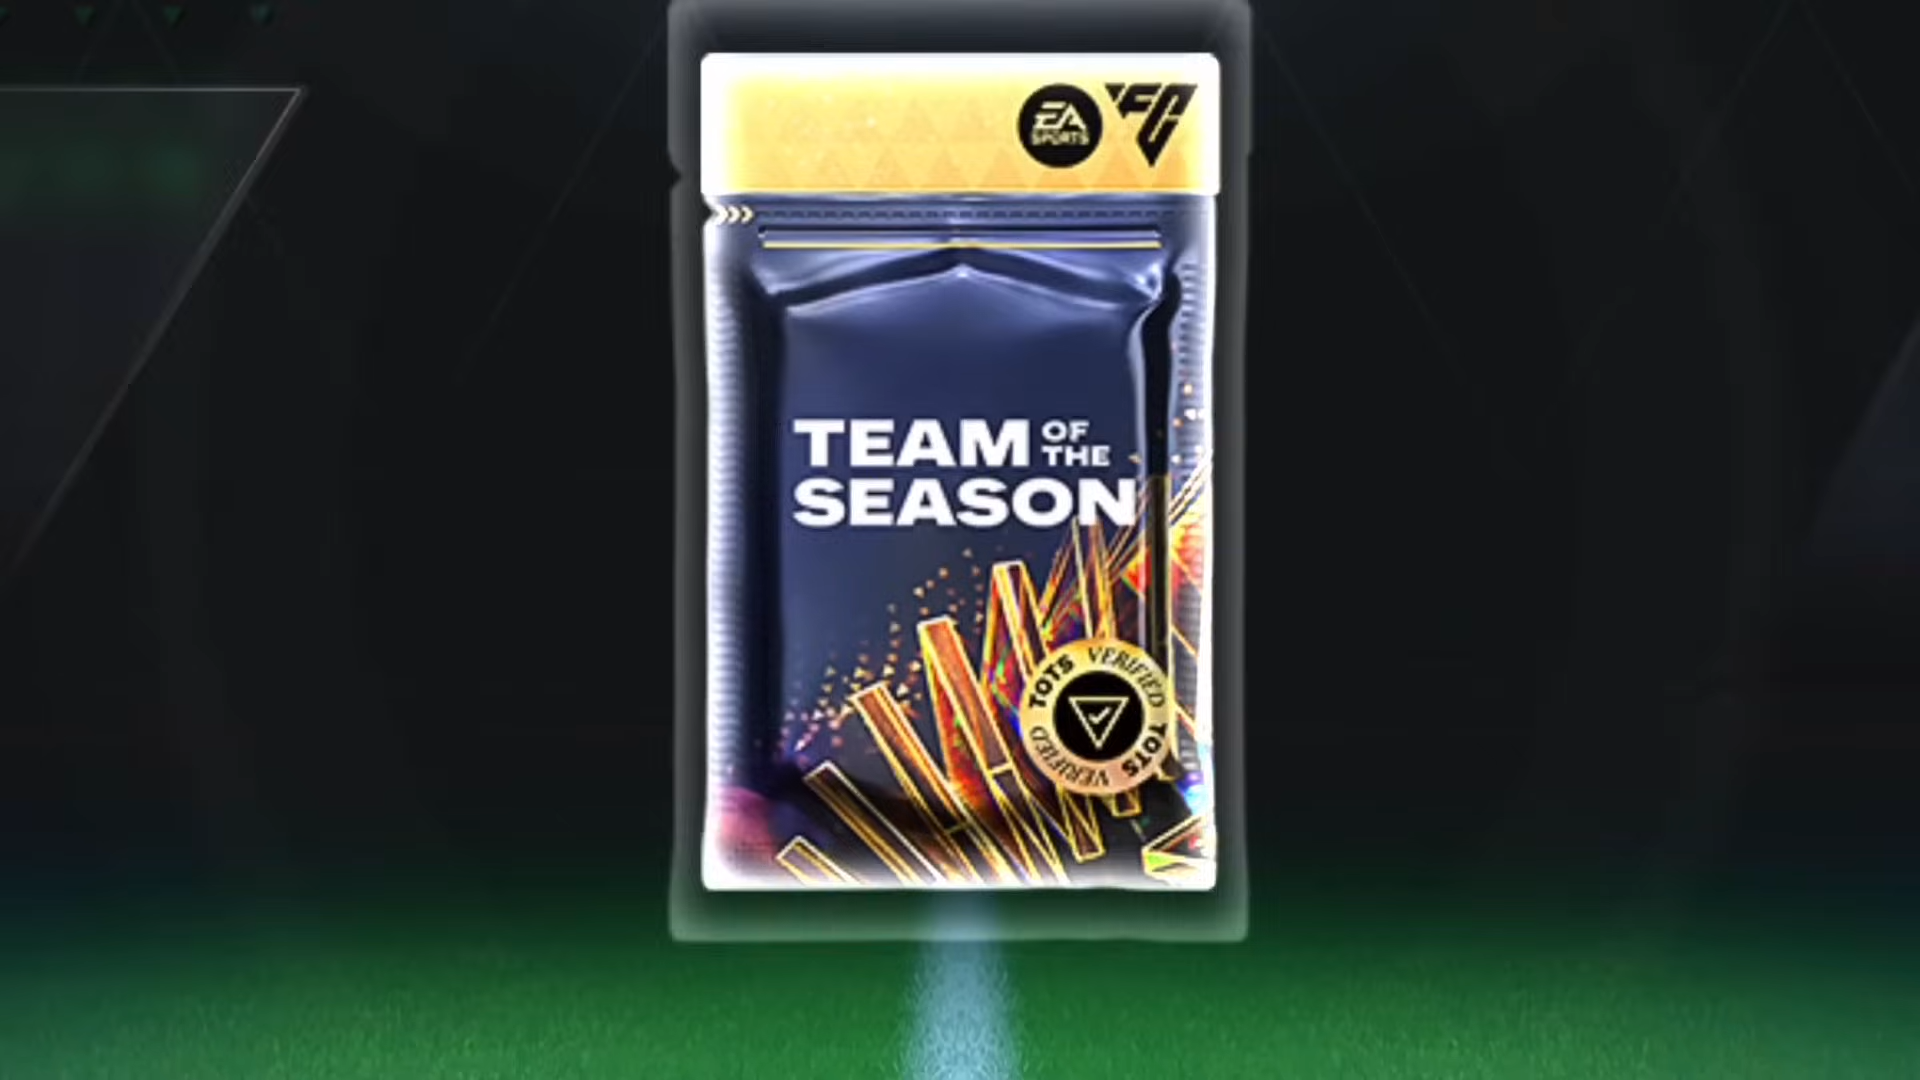 EA
SPORTS
FC
TEAM OF THE
SEASON
TOTS VERIFIED TOTS VERIFIED